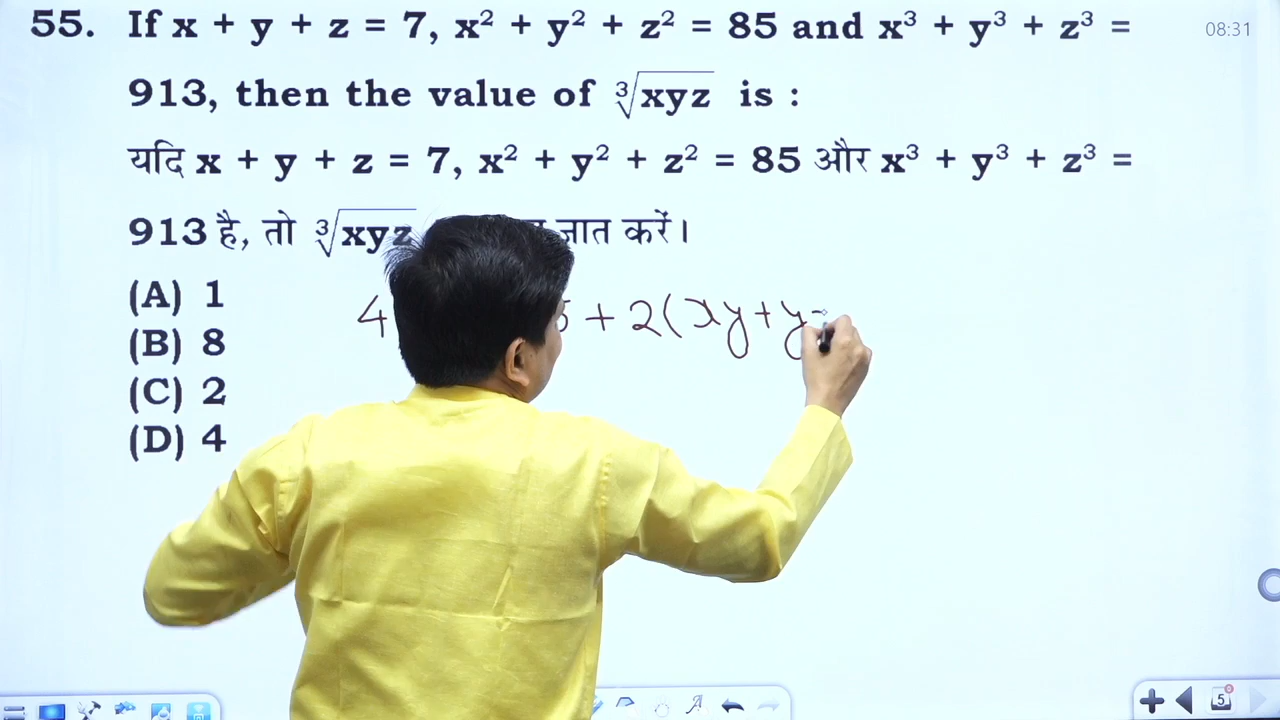 55. If x + y + z = 7, x² + y² + z² = 85 and x³ + y³ + z³ =
08:31
913, then the value of ∛xyz is :
यदि x + y + z = 7, x² + y² + z² = 85 और x³ + y³ + z³ =
913 है, तो ∛xyz ज्ञात करें।
(A) 1
4 + 2(xy+y
(B) 8
(C) 2
(D) 4
5